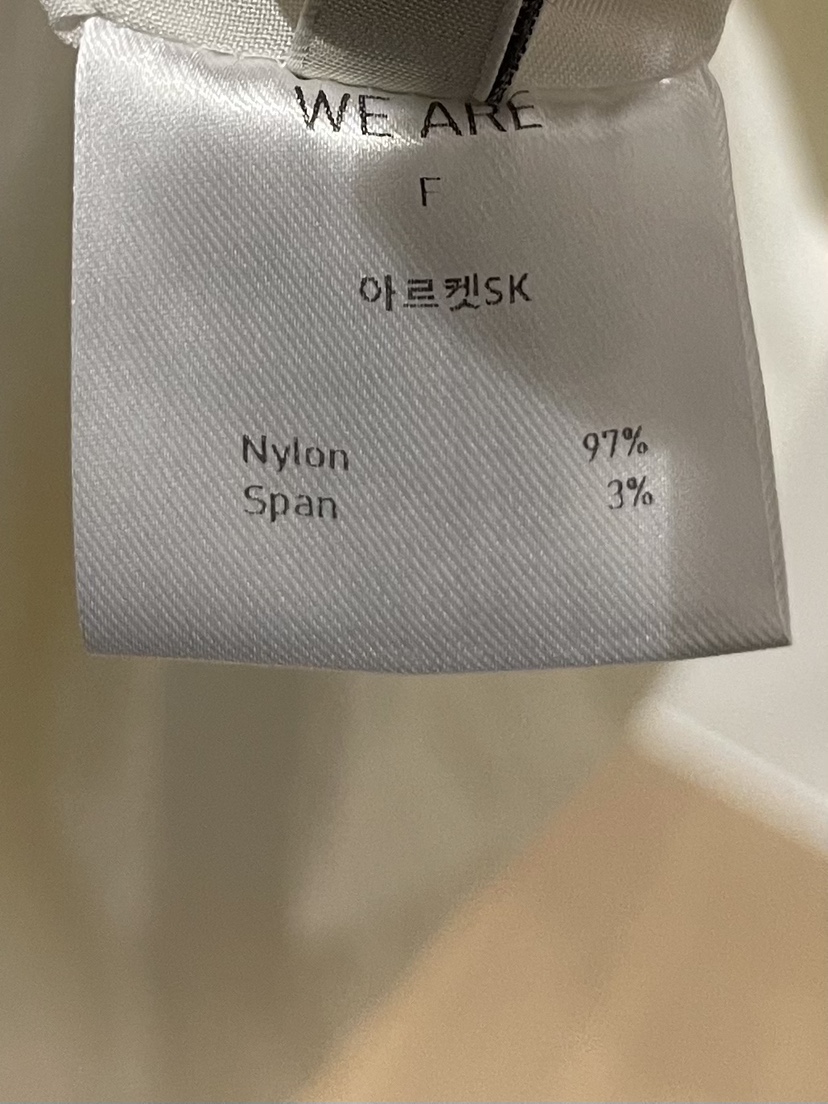 WE ARE
F
아르켓SK
Nylon 97%
Span 3%